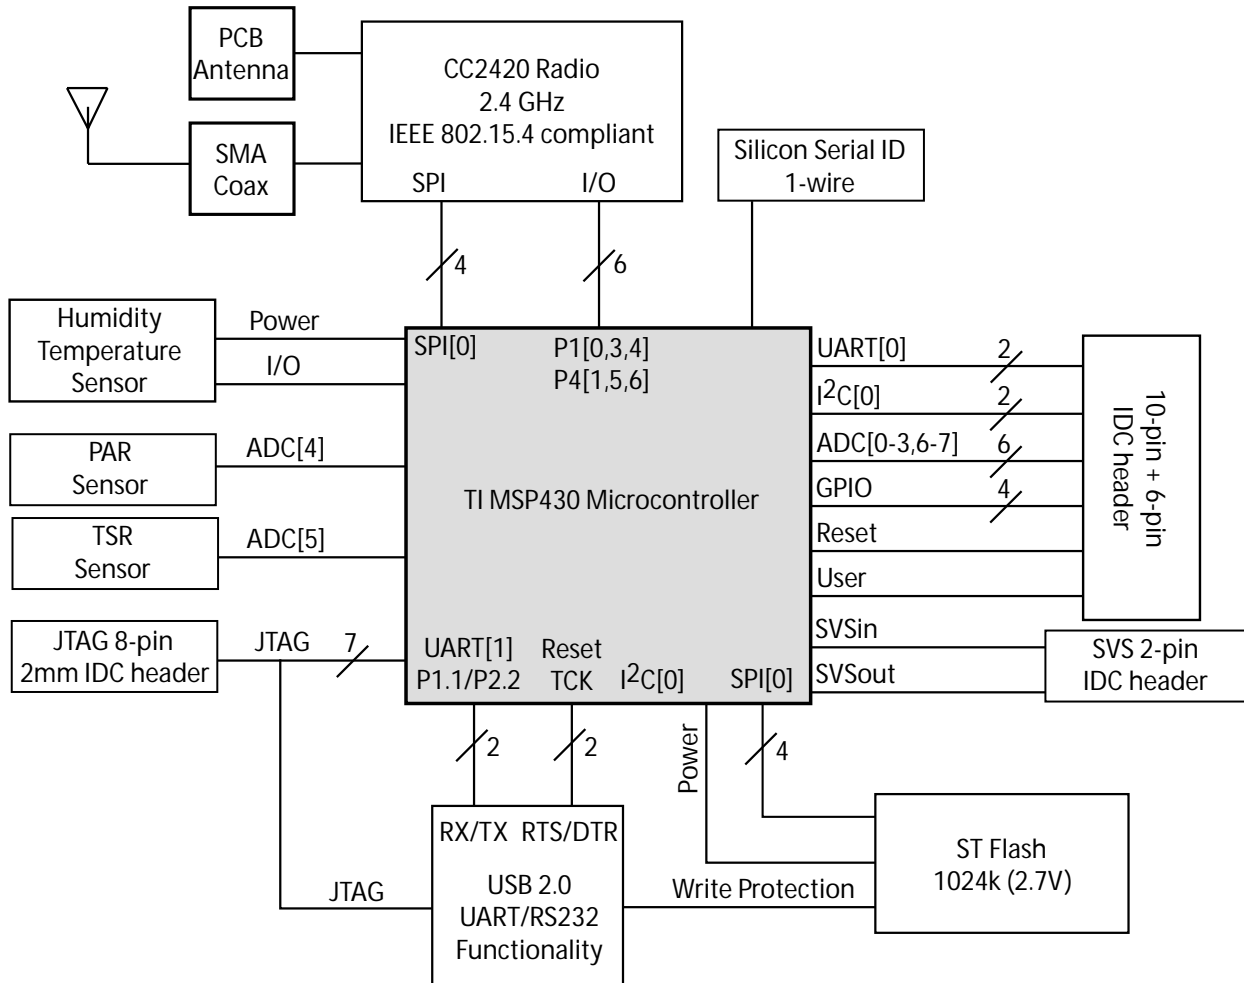 PCB
Antenna
CC2420 Radio
2.4 GHz
IEEE 802.15.4 compliant
SPI
I/O
SMA
Coax
Silicon Serial ID
1-wire
4
6
Humidity
Temperature
Sensor
Power
I/O
SPI[0]
P1[0,3,4]
P4[1,5,6]
UART[0]
2
I2C[0]
2
ADC[0-3,6-7]
6
GPIO
4
Reset
User
10-pin + 6-pin
IDC header
PAR
Sensor
ADC[4]
TI MSP430 Microcontroller
TSR
Sensor
ADC[5]
JTAG 8-pin
2mm IDC header
JTAG
7
UART[1]
P1.1/P2.2
Reset
TCK
I2C[0]
SPI[0]
SVSin
SVSout
SVS 2-pin
IDC header
2
2
Power
4
RX/TX
RTS/DTR
USB 2.0
UART/RS232
Functionality
JTAG
Write Protection
ST Flash
1024k (2.7V)